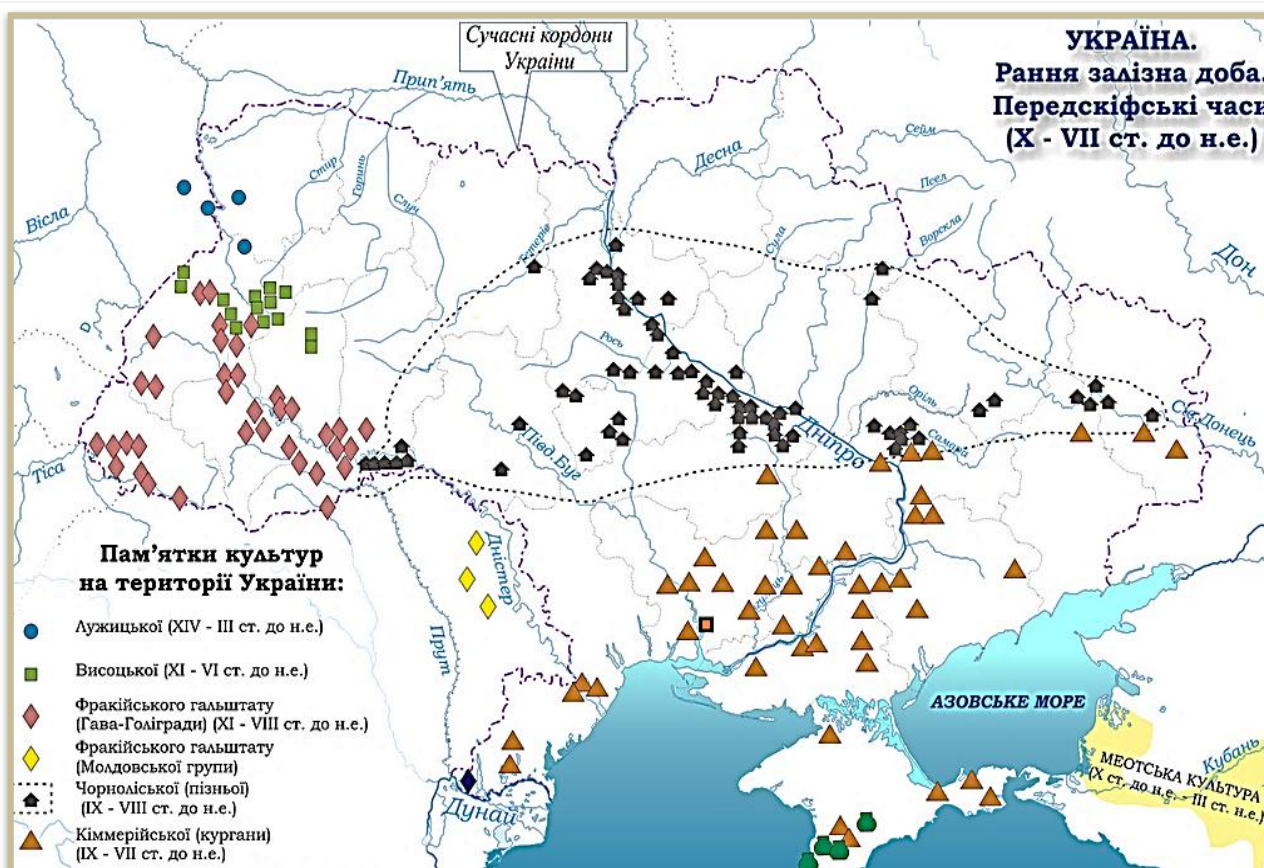 УКРАЇНА.
Рання залізна доба.
Передскіфські часи
(X - VII ст. до н.е.)
Сучасні кордони
України
Прип'ять
Десна
Сейм
Псел
Ворскла
Сула
Стир
Горинь
Случ
Тетерів
Вісла
Дон
Рось
Оріль
Самара
Сів.Донець
Дніпро
Півд.Буг
Тіса
Дністер
Прут
Дунай
АЗОВСЬКЕ МОРЕ
Кубань
МЕОТСЬКА КУЛЬТУРА
(X ст. до н.е. - III ст. н.е.)
Пам'ятки культур
на території України:
Лужицької (XIV - III ст. до н.е.)
Висоцької (XI - VI ст. до н.е.)
Фракійського гальштату
(Гава-Голігради) (XI - VIII ст. до н.е.)
Фракійського гальштату
(Молдовської групи)
Чорноліської (пізньої)
(IX - VIII ст. до н.е.)
Кіммерійської (кургани)
(IX - VII ст. до н.е.)